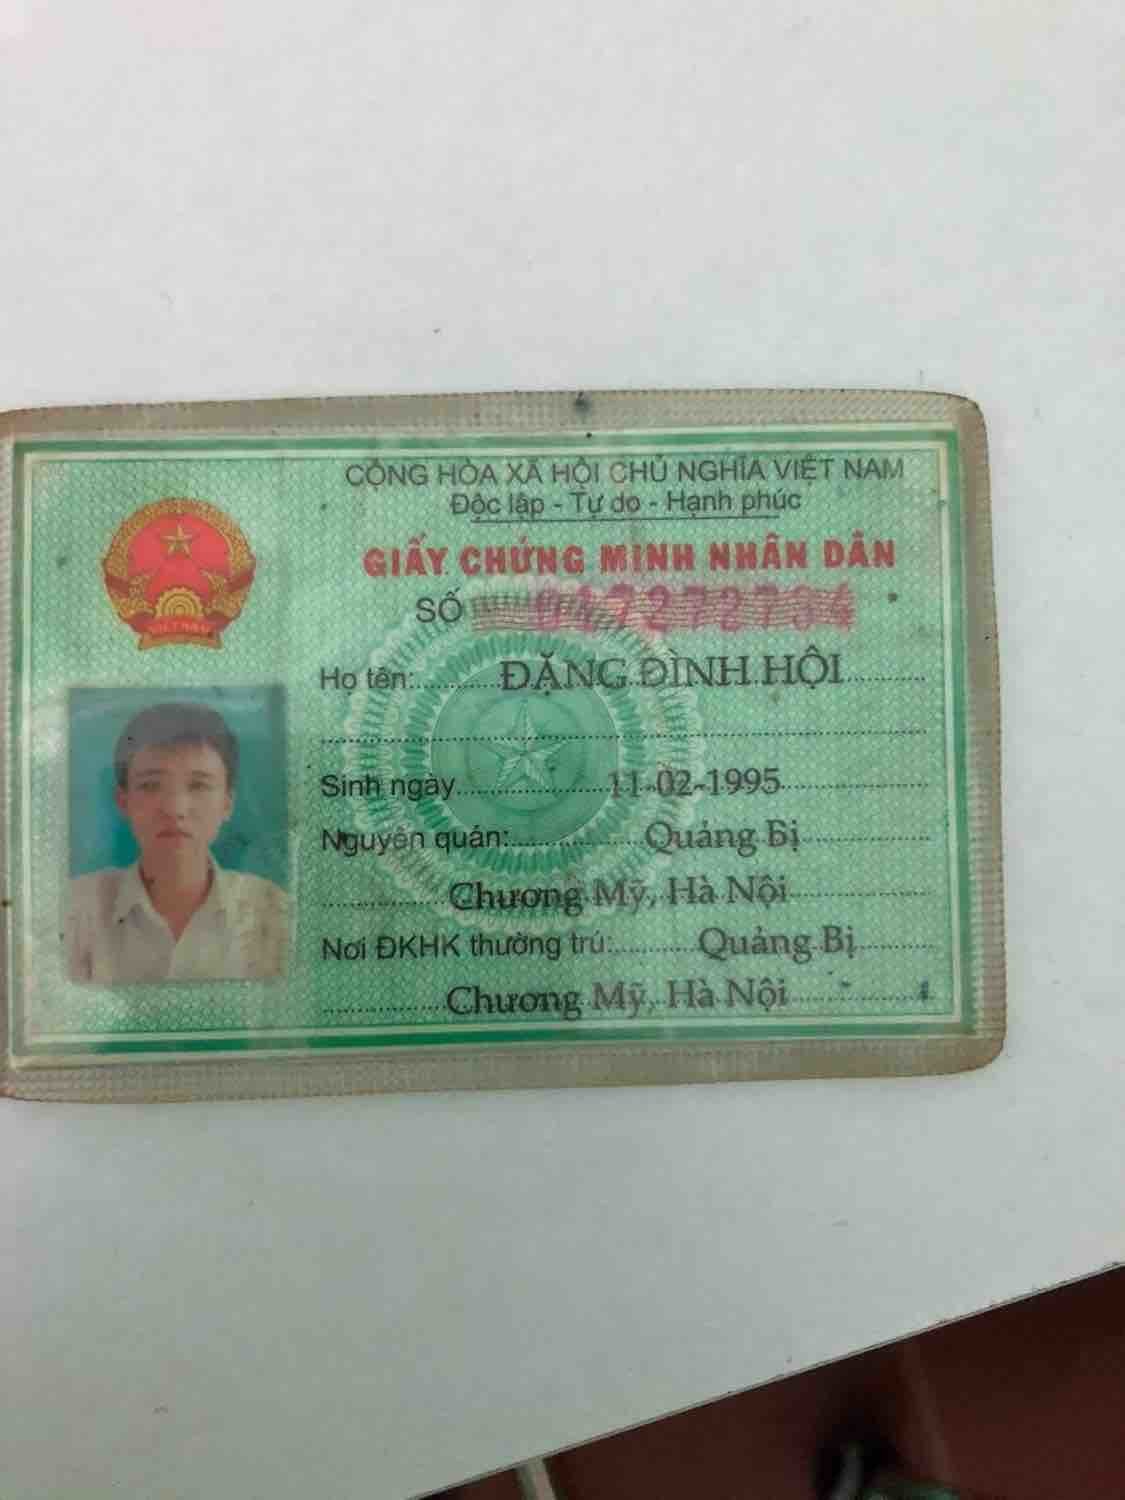 CỘNG HÒA XÃ HỘI CHỦ NGHĨA VIỆT NAM
Độc lập - Tự do - Hạnh phúc
GIẤY CHỨNG MINH NHÂN DÂN
SỐ
Họ tên: ĐẶNG ĐÌNH HỘI
Sinh ngày 11-02-1995
Nguyên quán: Quảng Bị
Chương Mỹ, Hà Nội
Nơi ĐKHK thường trú: Quảng Bị
Chương Mỹ, Hà Nội
VIỆT NAM